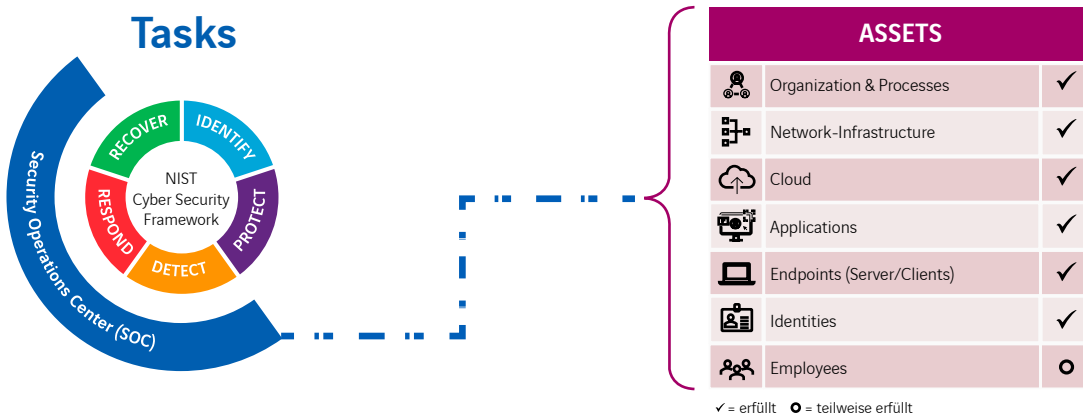 Tasks
Security Operations Center (SOC)
RECOVER
IDENTIFY
PROTECT
DETECT
RESPOND
NIST
Cyber Security
Framework
ASSETS
Organization & Processes ✓
Network-Infrastructure ✓
Cloud ✓
Applications ✓
Endpoints (Server/Clients) ✓
Identities ✓
Employees O
✓ = erfüllt O = teilweise erfüllt